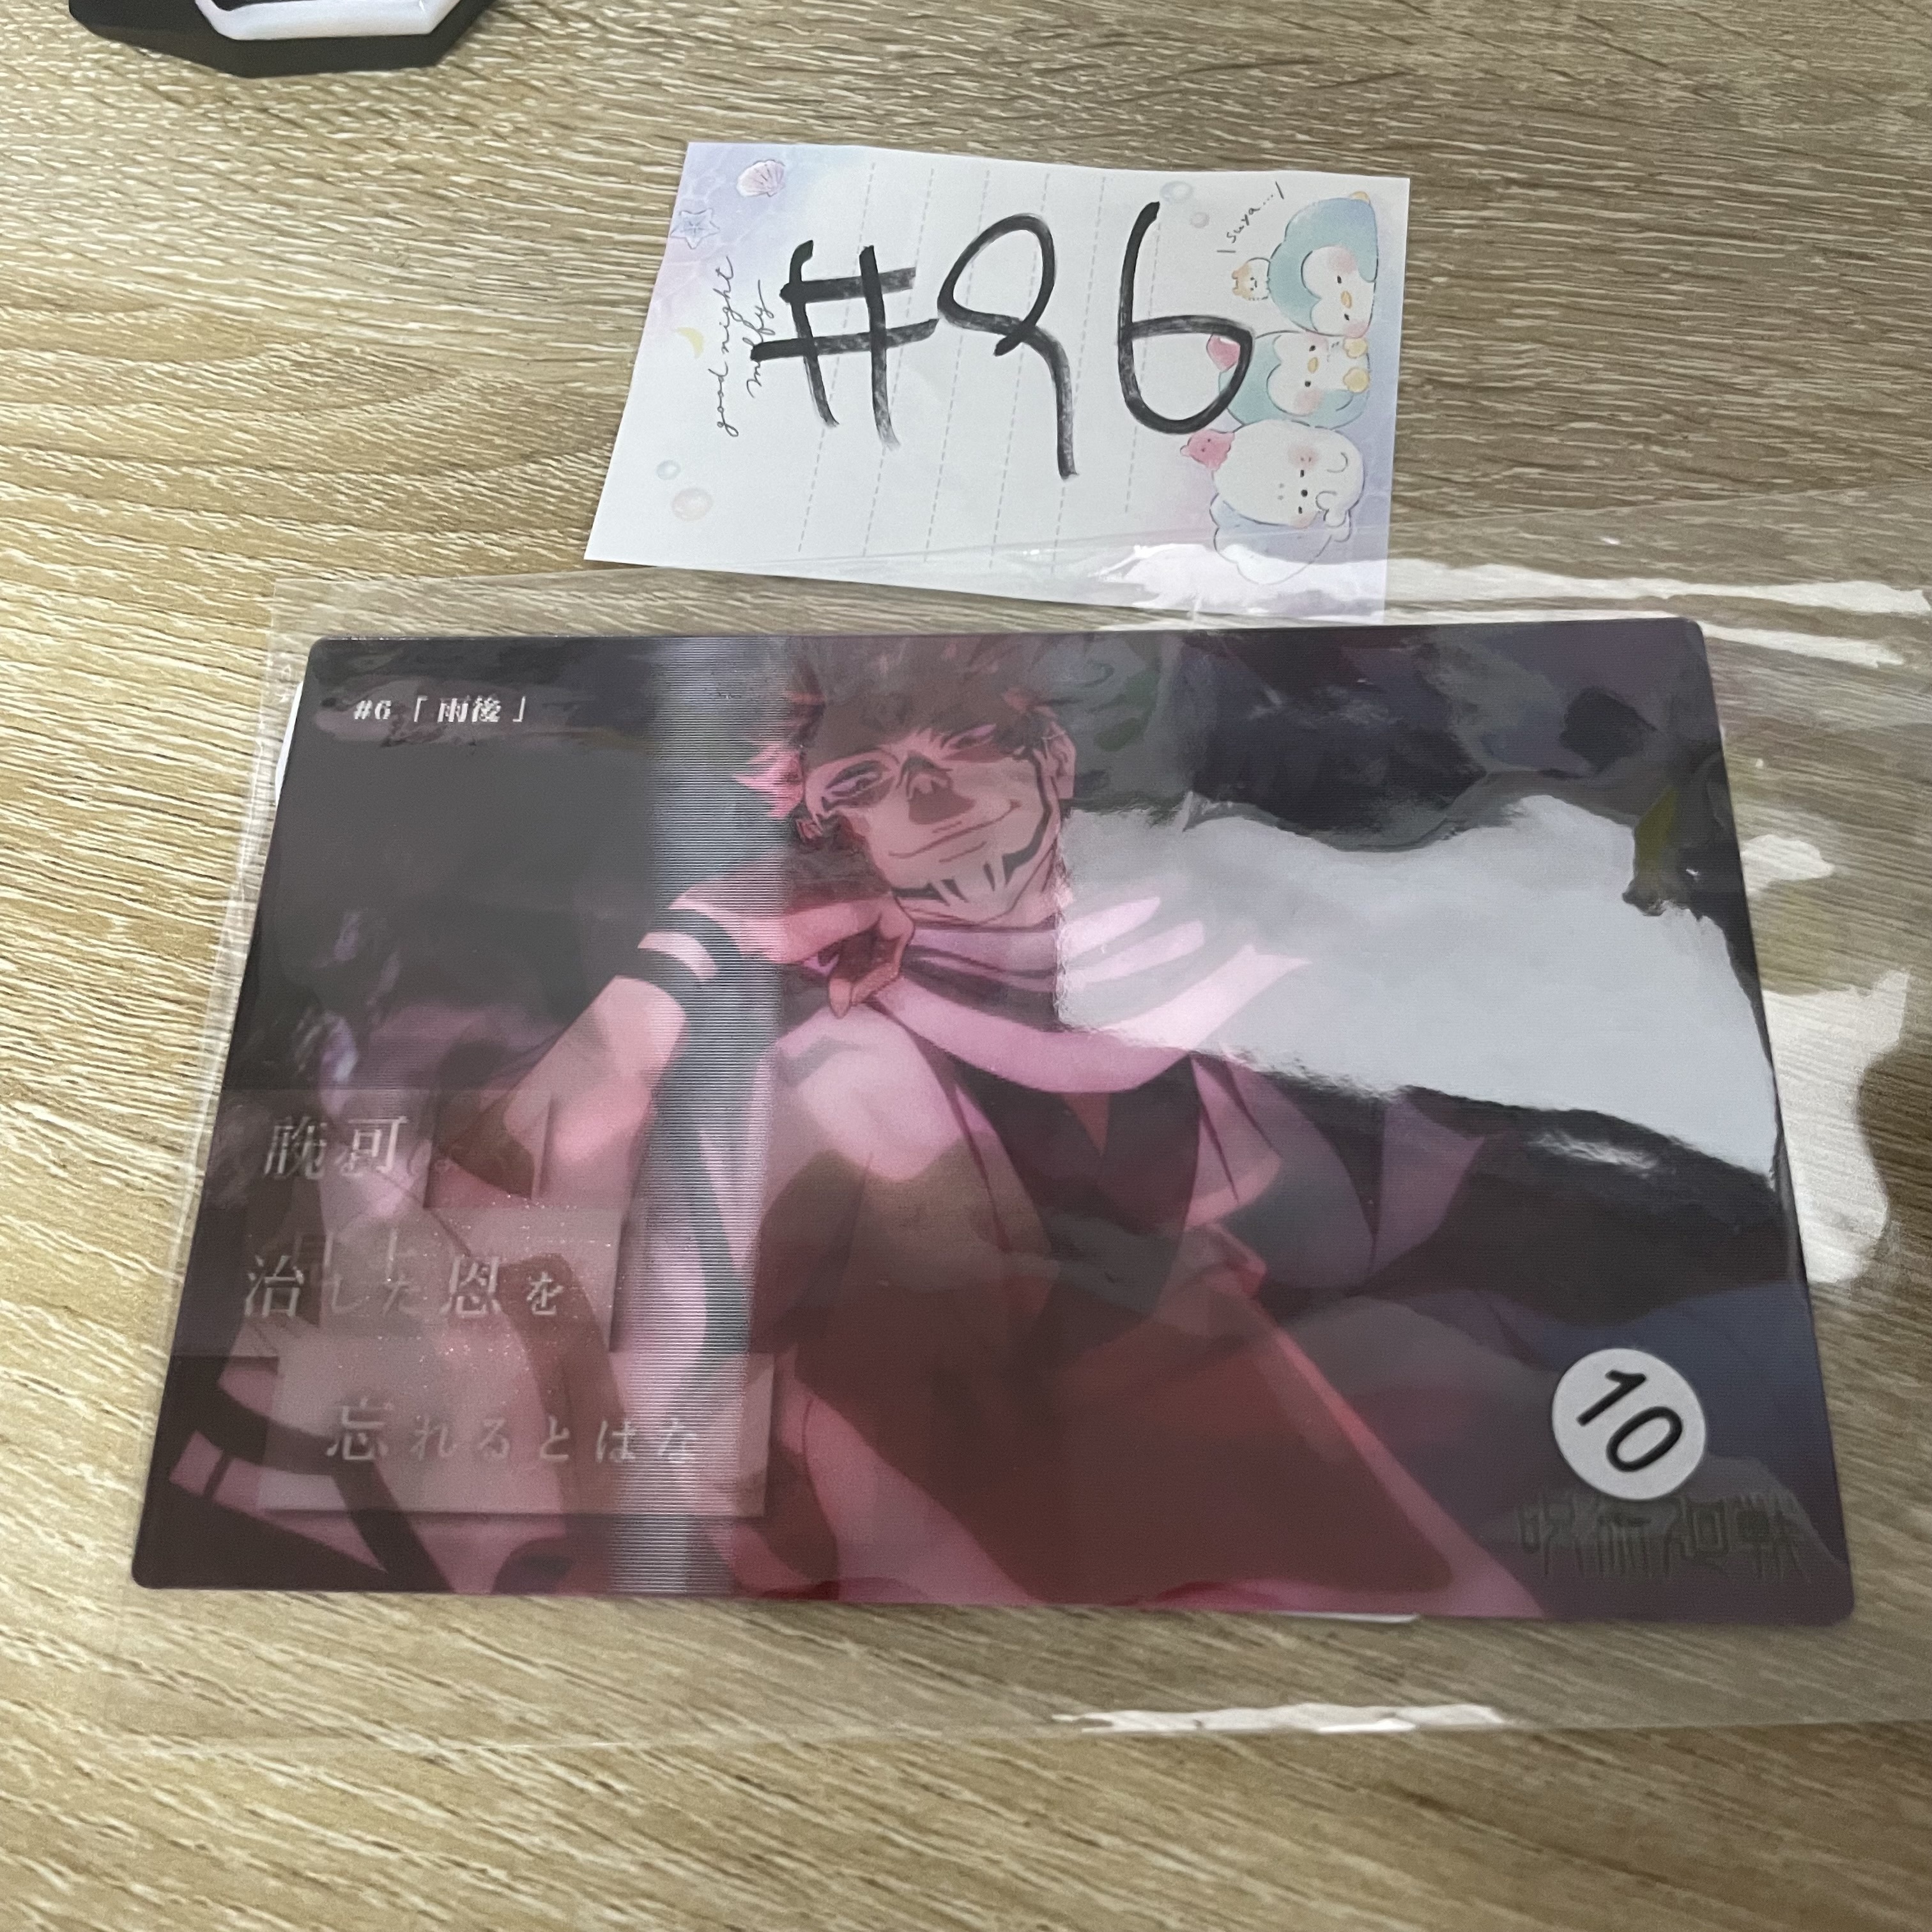 suya...
good night
#96
#6「雨後」
腕
治した恩を
忘れるとはな
10
呪術廻戦